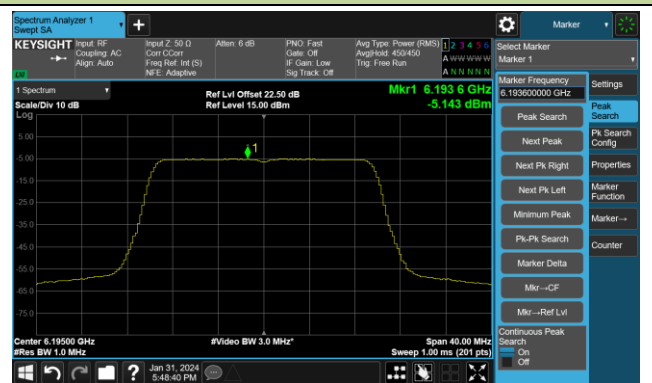 Spectrum Analyzer 1
Swept SA
+
Marker
KEYSIGHT
Input: RF
Coupling: AC
Align: Auto
Input Z: 50 Ω
Corr CCorr
Freq Ref: Int (S)
NFE: Adaptive
Atten: 6 dB
PNO: Fast
Gate: Off
IF Gain: Low
Sig Track: Off
Avg Type: Power (RMS)
Avg|Hold: 450/450
Trig: Free Run
1 2 3 4 5 6
A W W W W W
A N N N N N
Select Marker
Marker 1
1 Spectrum
Scale/Div 10 dB
Log
Ref Lvl Offset 22.50 dB
Ref Level 15.00 dBm
Mkr1 6.193 6 GHz
-5.143 dBm
5.00
-5.00
-15.0
-25.0
-35.0
-45.0
-55.0
-65.0
-75.0
1
Center 6.19500 GHz
#Res BW 1.0 MHz
#Video BW 3.0 MHz*
Span 40.00 MHz
Sweep 1.00 ms (201 pts)
Marker Frequency
6.193600000 GHz
Peak Search
Next Peak
Next Pk Right
Next Pk Left
Minimum Peak
Pk-Pk Search
Marker Delta
Mkr→CF
Mkr→Ref Lvl
Continuous Peak
Search
On
Off
Settings
Peak
Search
Pk Search
Config
Properties
Marker
Function
Marker→
Counter
?
Jan 31, 2024
5:48:40 PM